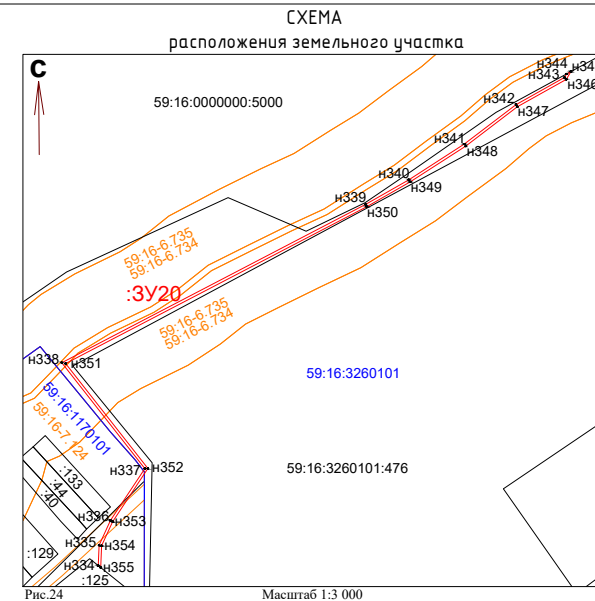 СХЕМА
расположения земельного участка
С
59:16:0000000:5000
н344
н343
н346
н342
н347
н341
н348
н340
н349
н339
н350
59:16-6.735
59:16-6.734
:ЗУ20
59:16-6.735
59:16-6.734
н338
н351
59:16:3260101
59:16:1170101
59:16-7.124
н337
н352
59:16:3260101:476
:133
:44
:40
н336
н353
н335
н354
:129
н334
н355
:125
Рис.24
Масштаб 1:3 000